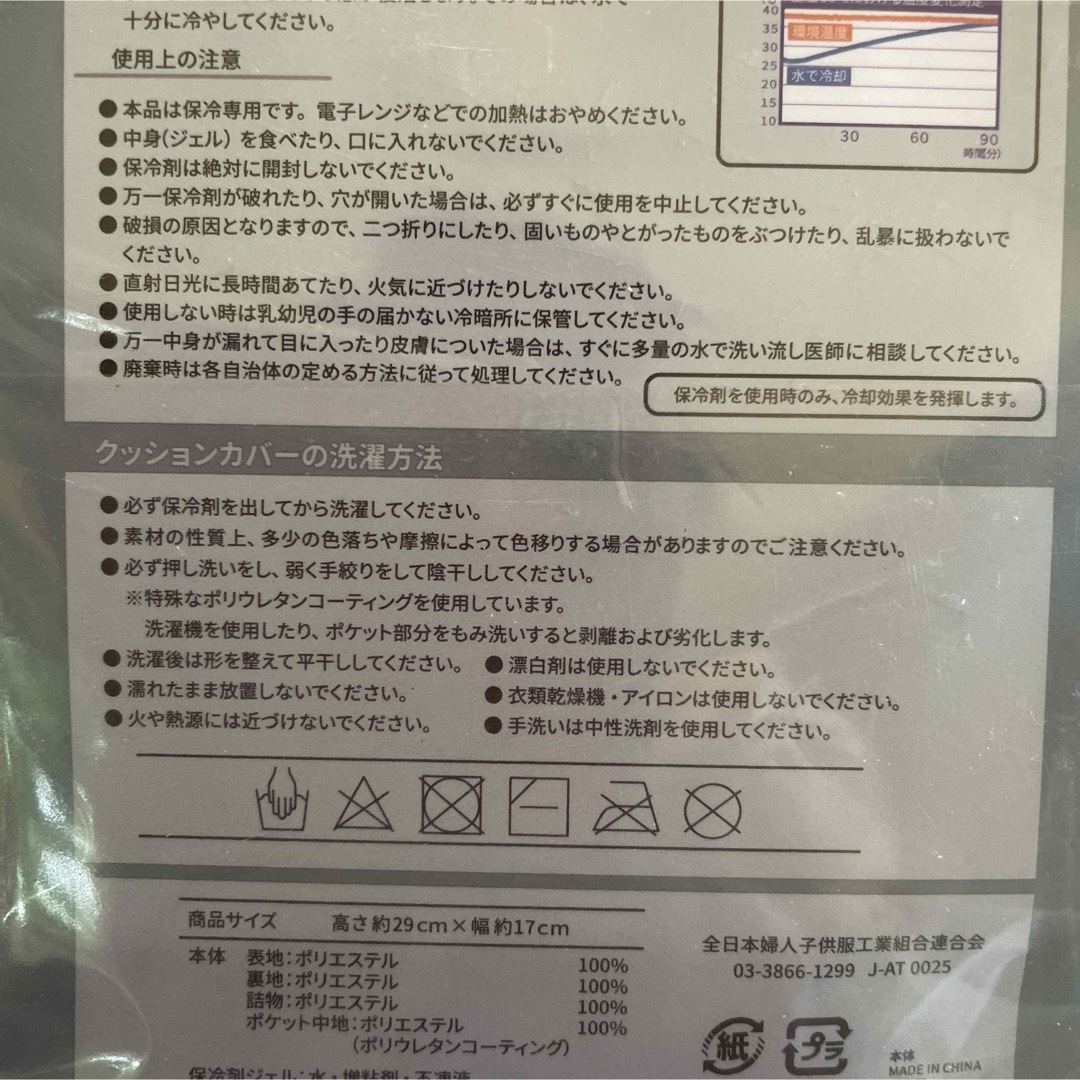 十分に冷やしてください。
使用上の注意
●本品は保冷専用です。電子レンジなどでの加熱はおやめください。
●中身(ジェル)を食べたり、口に入れないでください。
●保冷剤は絶対に開封しないでください。
●万一保冷剤が破れたり、穴が開いた場合は、必ずすぐに使用を中止してください。
●破損の原因となりますので、二つ折りにしたり、固いものやとがったものをぶつけたり、乱暴に扱わないで
ください。
●直射日光に長時間あてたり、火気に近づけたりしないでください。
●使用しない時は乳幼児の手の届かない冷暗所に保管してください。
●万一中身が漏れて目に入ったり皮膚についた場合は、すぐに多量の水で洗い流し医師に相談してください。
●廃棄時は各自治体の定める方法に従って処理してください。
保冷剤を使用時のみ、冷却効果を発揮します。
40
35
30
25
20
15
10
環境温度
水で冷却
30 60 90
時間(分)
クッションカバーの洗濯方法
●必ず保冷剤を出してから洗濯してください。
●素材の性質上、多少の色落ちや摩擦によって色移りする場合がありますのでご注意ください。
●必ず押し洗いをし、弱く手絞りをして陰干ししてください。
※特殊なポリウレタンコーティングを使用しています。
洗濯機を使用したり、ポケット部分をもみ洗いすると剥離および劣化します。
●洗濯後は形を整えて平干ししてください。
●濡れたまま放置しないでください。
●火や熱源には近づけないでください。
●漂白剤は使用しないでください。
●衣類乾燥機・アイロンは使用しないでください。
●手洗いは中性洗剤を使用してください。
商品サイズ 高さ約29cm×幅約17cm
本体 表地:ポリエステル 100%
裏地:ポリエステル 100%
詰物:ポリエステル 100%
ポケット中地:ポリエステル 100%
(ポリウレタンコーティング)
保冷剤ジェル:水・増粘剤・不凍液
全日本婦人子供服工業組合連合会
03-3866-1299 J-AT 0025
紙
プラ
本体
MADE IN CHINA